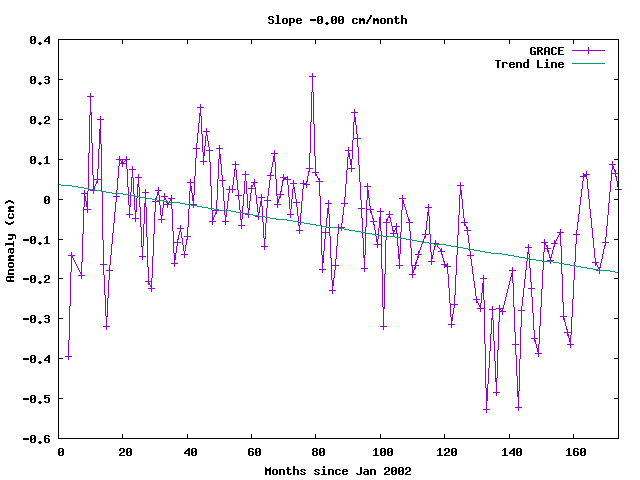 Slope -0.00 cm/month
0.4
GRACE
Trend Line
0.3
0.2
0.1
0
-0.1
-0.2
-0.3
-0.4
-0.5
-0.6
Anomaly (cm)
0 20 40 60 80 100 120 140 160
Months since Jan 2002